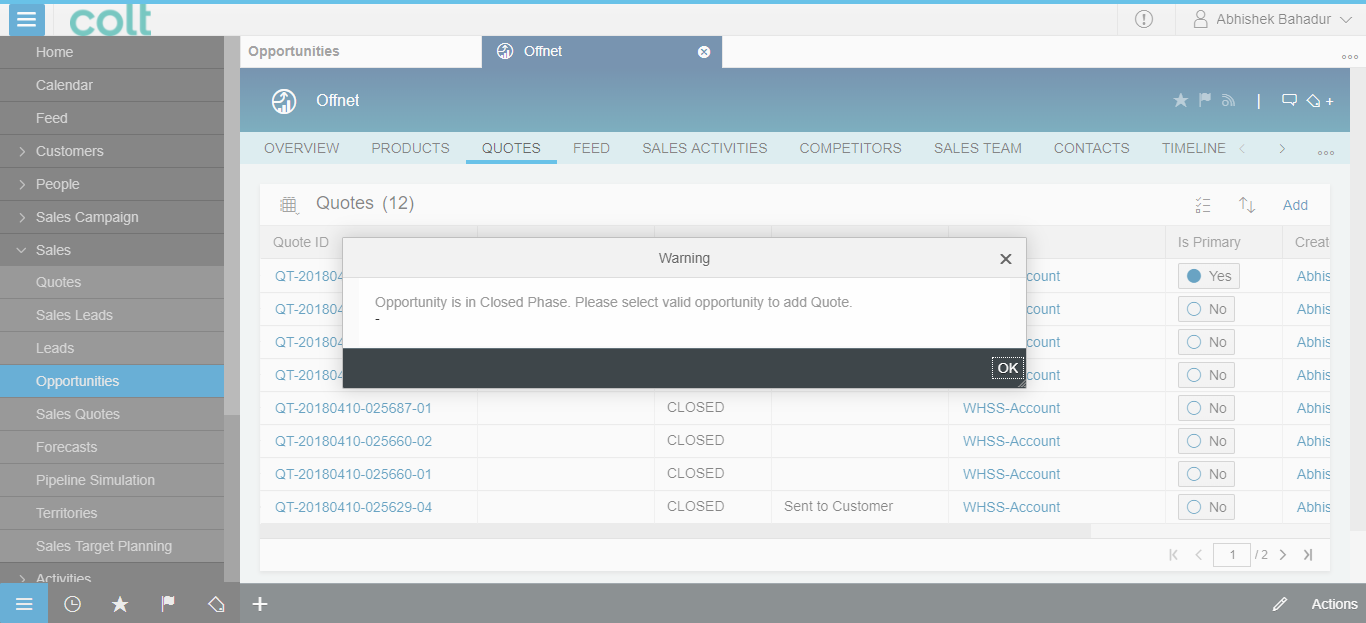 colt
Abhishek Bahadur
Home
Calendar
Feed
Customers
People
Sales Campaign
Sales
Quotes
Sales Leads
Leads
Opportunities
Sales Quotes
Forecasts
Pipeline Simulation
Territories
Sales Target Planning
Activities
Opportunities
Offnet
Offnet
OVERVIEW PRODUCTS QUOTES FEED SALES ACTIVITIES COMPETITORS SALES TEAM CONTACTS TIMELINE
Quotes (12)
Add
Quote ID Is Primary Creat
QT-201804 count Yes Abhis
QT-201804 count No Abhis
QT-201804 count No Abhis
QT-201804 count No Abhis
QT-20180410-025687-01 CLOSED WHSS-Account No Abhis
QT-20180410-025660-02 CLOSED WHSS-Account No Abhis
QT-20180410-025660-01 CLOSED WHSS-Account No Abhis
QT-20180410-025629-04 CLOSED Sent to Customer WHSS-Account No Abhis
1 / 2
Warning
Opportunity is in Closed Phase. Please select valid opportunity to add Quote.
-
OK
Actions